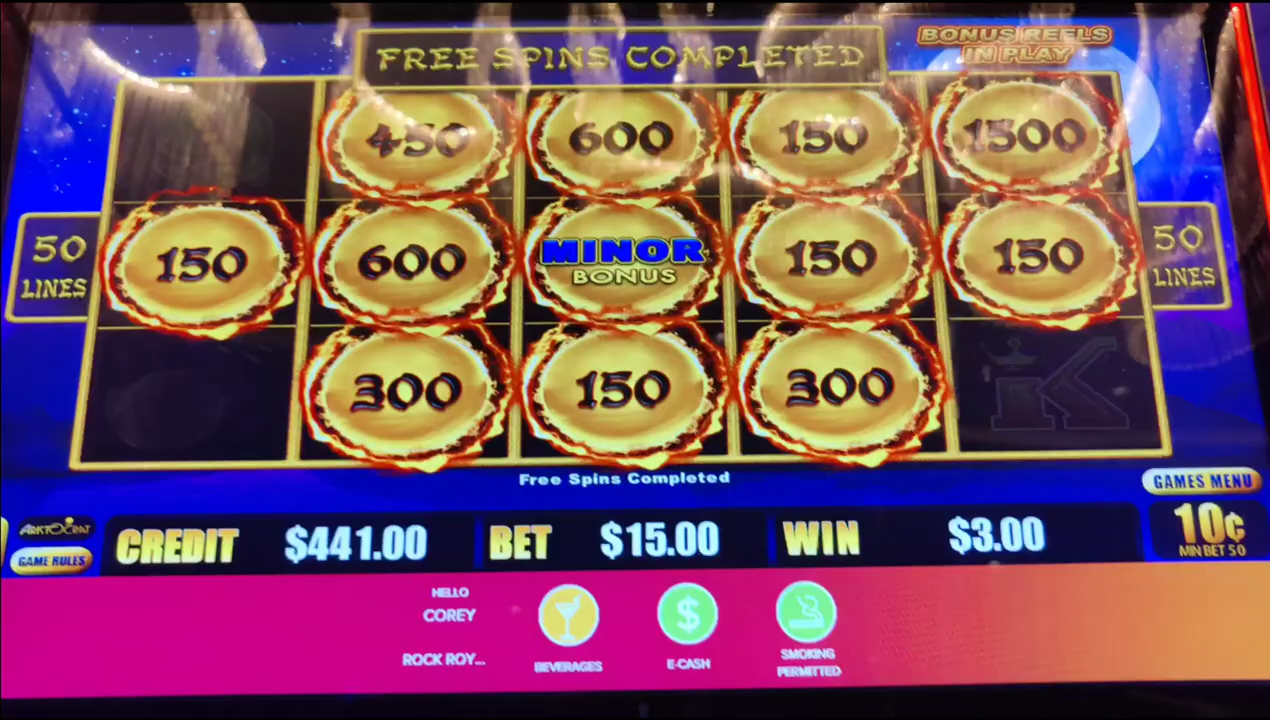 FREE SPINS COMPLETED
BONUS REELS
IN PLAY
450 600 150 1500
150 600 MINOR BONUS 150 150
300 150 300
50
LINES
50
LINES
K
Free Spins Completed
GAMES MENU
ARISTOCRAT
GAME RULES
CREDIT $441.00 BET $15.00 WIN $3.00
10¢
MIN BET 50
HELLO
COREY
ROCK ROY...
BEVERAGES
E-CASH
SMOKING
PERMITTED